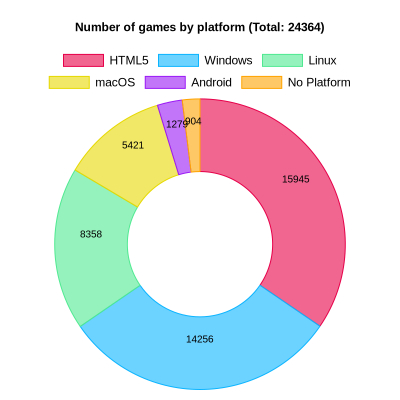 Number of games by platform (Total: 24364)
HTML5 Windows Linux
macOS Android No Platform
1279 904
5421
15945
8358
14256